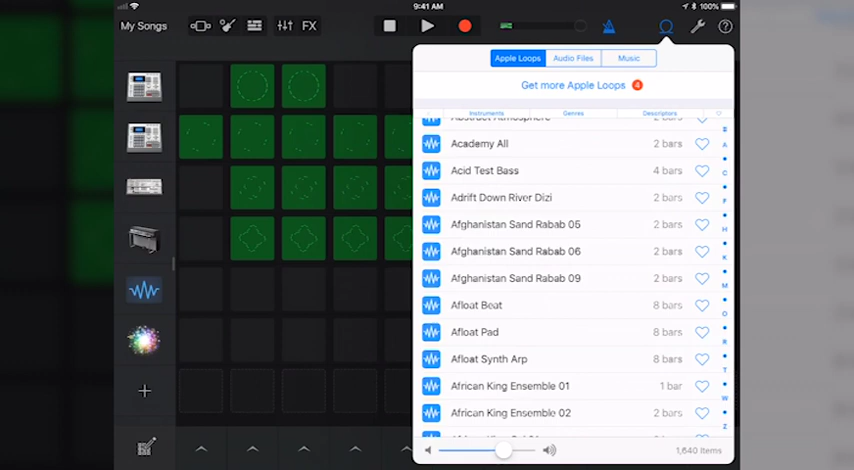 9:41 AM
100%
My Songs
FX
Apple Loops
Audio Files
Music
Get more Apple Loops 4
Instruments
Genres
Descriptors
Abstract Atmosphere
2 bars
Academy All
2 bars
Acid Test Bass
4 bars
Adrift Down River Dizi
2 bars
Afghanistan Sand Rabab 05
2 bars
Afghanistan Sand Rabab 06
2 bars
Afghanistan Sand Rabab 09
2 bars
Afloat Beat
8 bars
Afloat Pad
8 bars
Afloat Synth Arp
8 bars
African King Ensemble 01
1 bar
African King Ensemble 02
2 bars
#
A
C
F
H
K
M
O
R
T
W
Z
1,640 Items